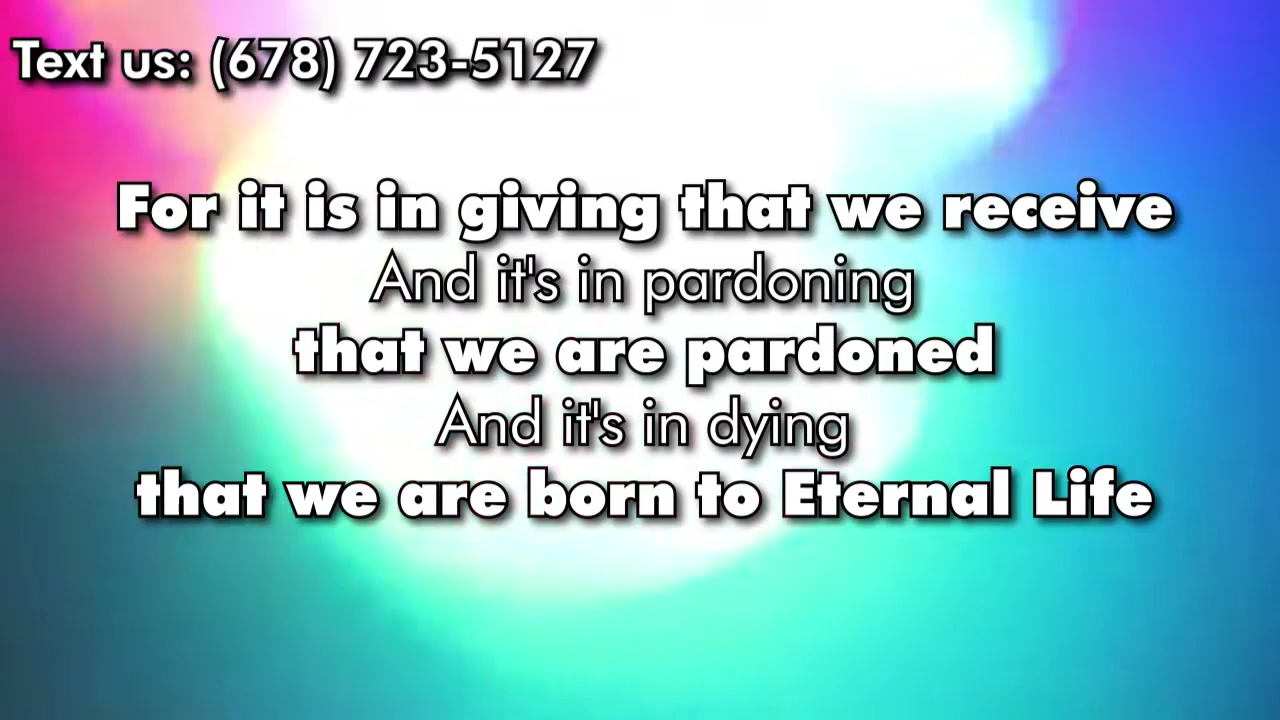 Text us: (678) 723-5127
For it is in giving that we receive
And it's in pardoning
that we are pardoned
And it's in dying
that we are born to Eternal Life